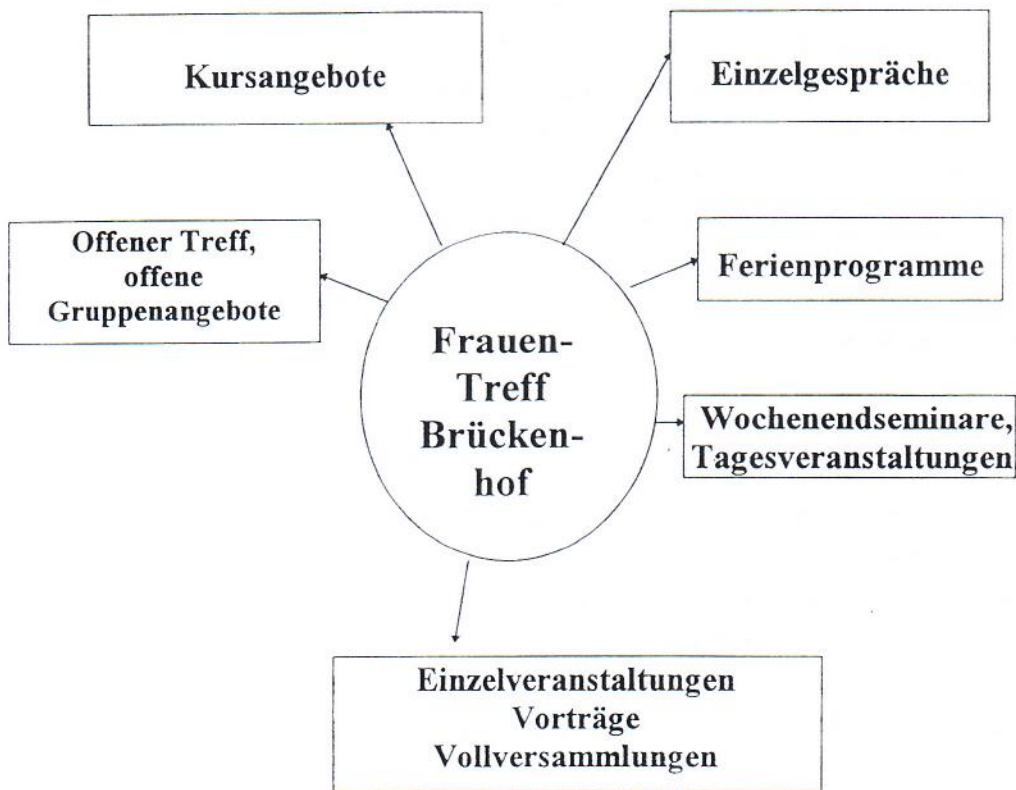 Kursangebote
Einzelgespräche
Offener Treff,
offene
Gruppenangebote
Ferienprogramme
Frauen-
Treff
Brücken-
hof
Wochenendseminare,
Tagesveranstaltungen
Einzelveranstaltungen
Vorträge
Vollversammlungen